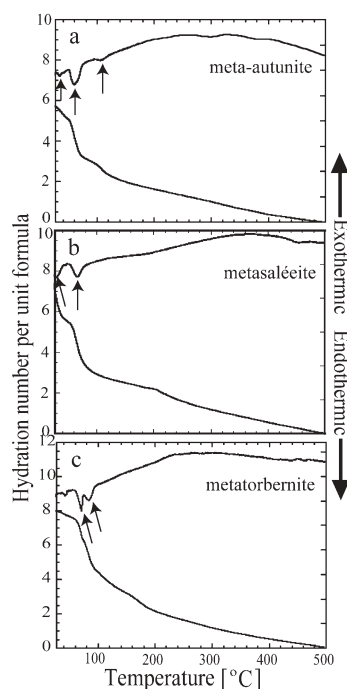 10
a
8
meta-autunite
6
4
2
0
10
b
8
metasaléeite
6
4
2
0
12
c
10
metatorbernite
8
6
4
2
0
100 200 300 400 500
Temperature [°C]
Hydration number per unit formula
Endothermic Exothermic